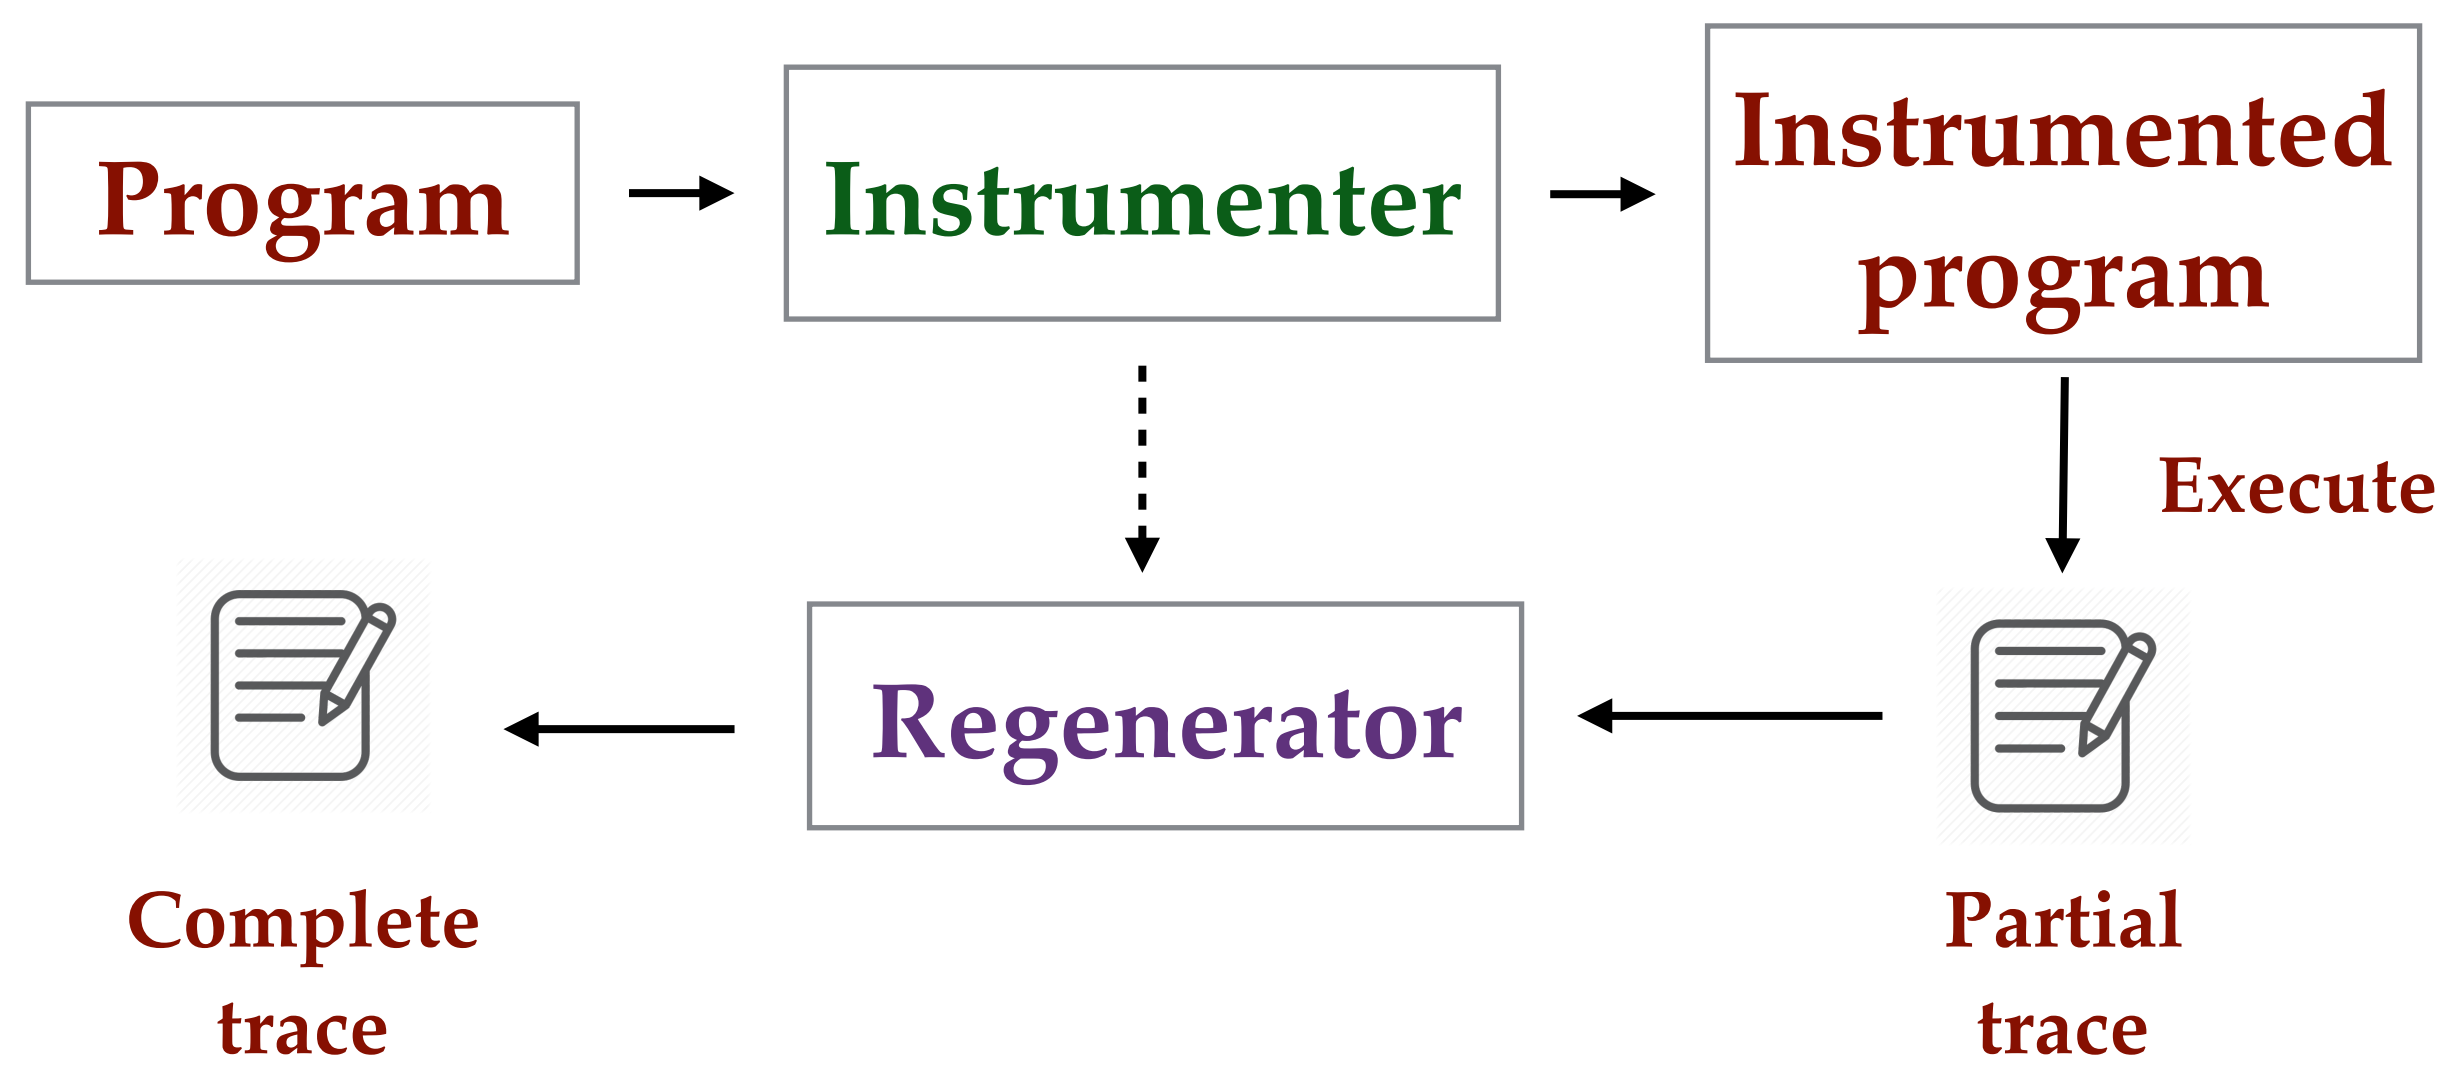 Program
Instrumenter
Instrumented
program
Execute
Regenerator
Complete
trace
Partial
trace